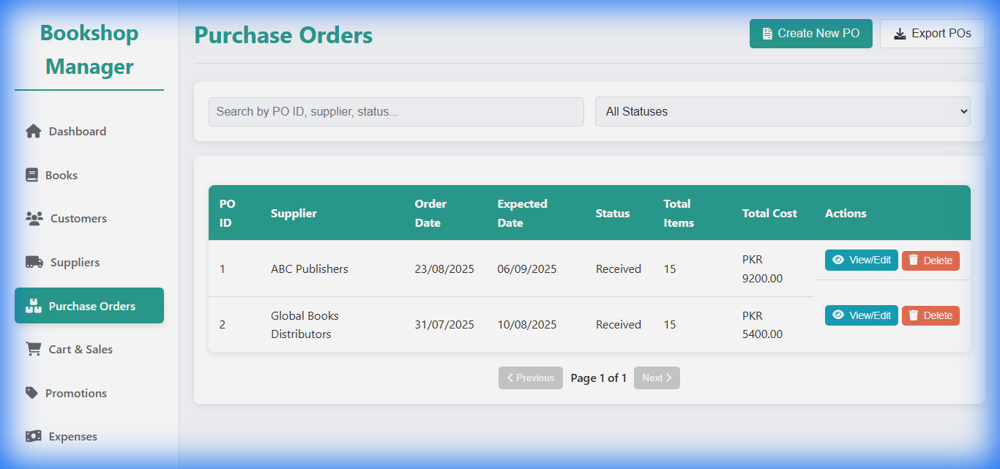 Bookshop
Manager
Dashboard
Books
Customers
Suppliers
Purchase Orders
Cart & Sales
Promotions
Expenses
Purchase Orders
Create New PO
Export POs
Search by PO ID, supplier, status...
All Statuses
PO ID Supplier Order Date Expected Date Status Total Items Total Cost Actions
1 ABC Publishers 23/08/2025 06/09/2025 Received 15 PKR 9200.00 View/Edit Delete
2 Global Books Distributors 31/07/2025 10/08/2025 Received 15 PKR 5400.00 View/Edit Delete
Previous Page 1 of 1 Next